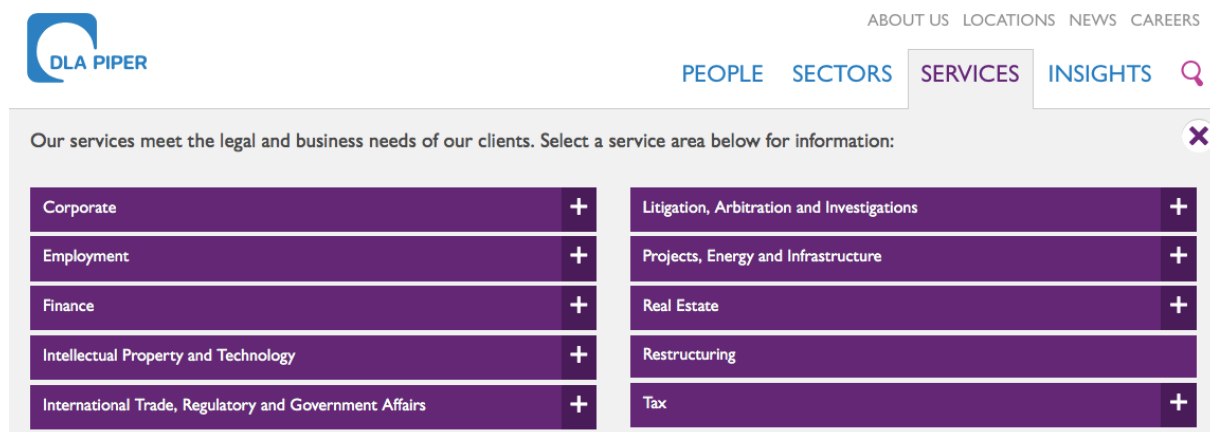 DLA PIPER
ABOUT US LOCATIONS NEWS CAREERS
PEOPLE SECTORS SERVICES INSIGHTS
Our services meet the legal and business needs of our clients. Select a service area below for information:
Corporate
Employment
Finance
Intellectual Property and Technology
International Trade, Regulatory and Government Affairs
Litigation, Arbitration and Investigations
Projects, Energy and Infrastructure
Real Estate
Restructuring
Tax